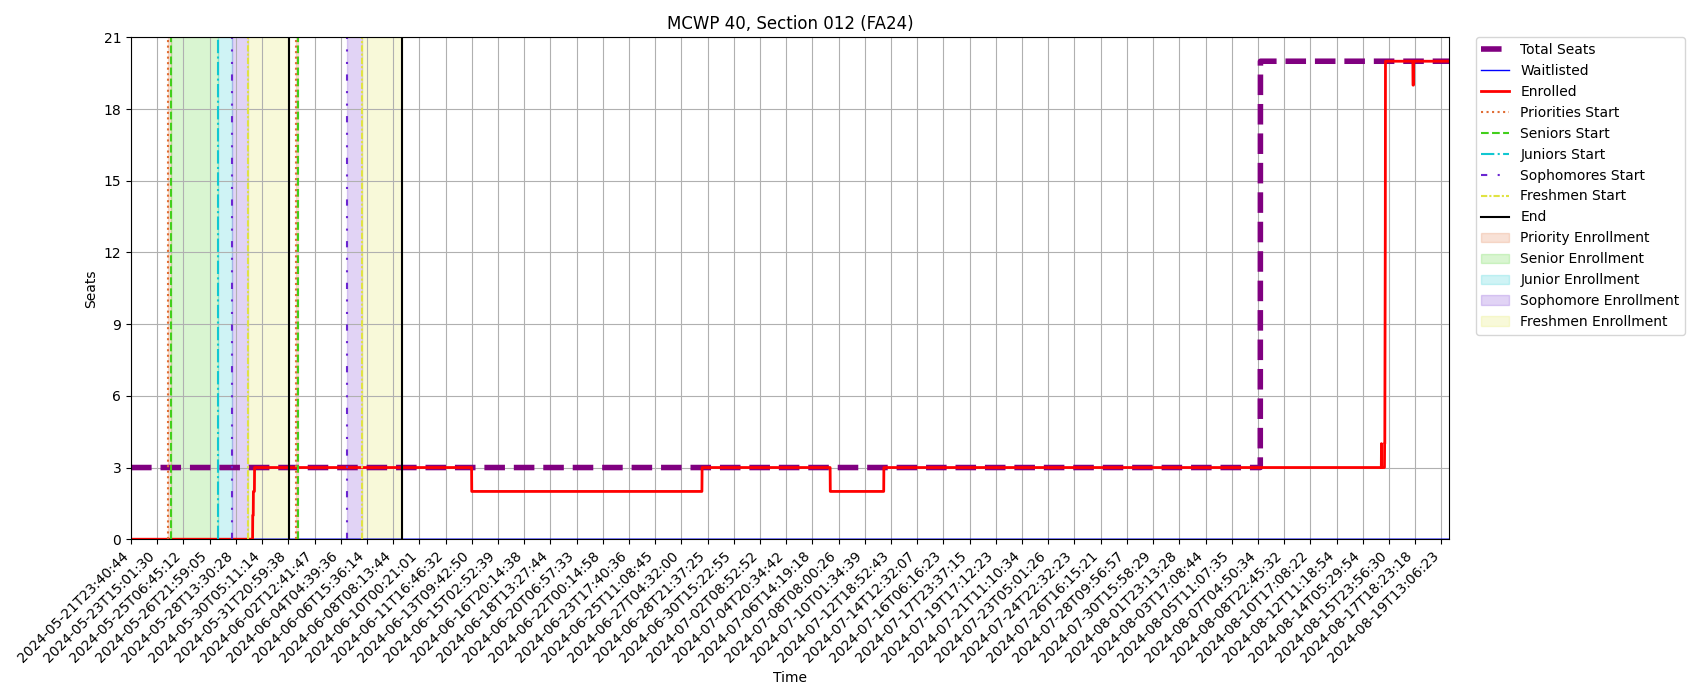 MCWP 40, Section 012 (FA24)
21
18
15
12
9
6
3
0
Seats
2024-05-21T23:40:44
2024-05-23T15:01:30
2024-05-25T06:45:12
2024-05-26T21:59:05
2024-05-28T13:30:28
2024-05-30T05:11:14
2024-05-31T20:59:38
2024-06-02T12:41:47
2024-06-04T04:39:36
2024-06-06T15:36:14
2024-06-08T08:13:44
2024-06-10T00:21:01
2024-06-11T16:46:32
2024-06-13T09:42:50
2024-06-15T02:52:39
2024-06-16T20:14:38
2024-06-18T13:27:44
2024-06-20T06:57:33
2024-06-22T00:14:58
2024-06-23T17:40:36
2024-06-25T11:08:45
2024-06-27T04:32:00
2024-06-28T21:37:25
2024-06-30T15:22:55
2024-07-02T08:52:52
2024-07-04T20:34:42
2024-07-06T14:19:18
2024-07-08T08:00:26
2024-07-10T01:34:39
2024-07-12T18:52:43
2024-07-14T12:32:07
2024-07-16T06:16:23
2024-07-17T23:37:15
2024-07-19T17:12:23
2024-07-21T11:10:34
2024-07-23T05:01:26
2024-07-24T22:32:23
2024-07-26T16:15:21
2024-07-28T09:56:57
2024-07-30T15:58:29
2024-08-01T23:13:28
2024-08-03T17:08:44
2024-08-05T11:07:35
2024-08-07T04:50:34
2024-08-08T22:45:32
2024-08-10T17:08:22
2024-08-12T11:18:54
2024-08-14T05:29:54
2024-08-15T23:56:30
2024-08-17T18:23:18
2024-08-19T13:06:23
Time
Total Seats
Waitlisted
Enrolled
Priorities Start
Seniors Start
Juniors Start
Sophomores Start
Freshmen Start
End
Priority Enrollment
Senior Enrollment
Junior Enrollment
Sophomore Enrollment
Freshmen Enrollment